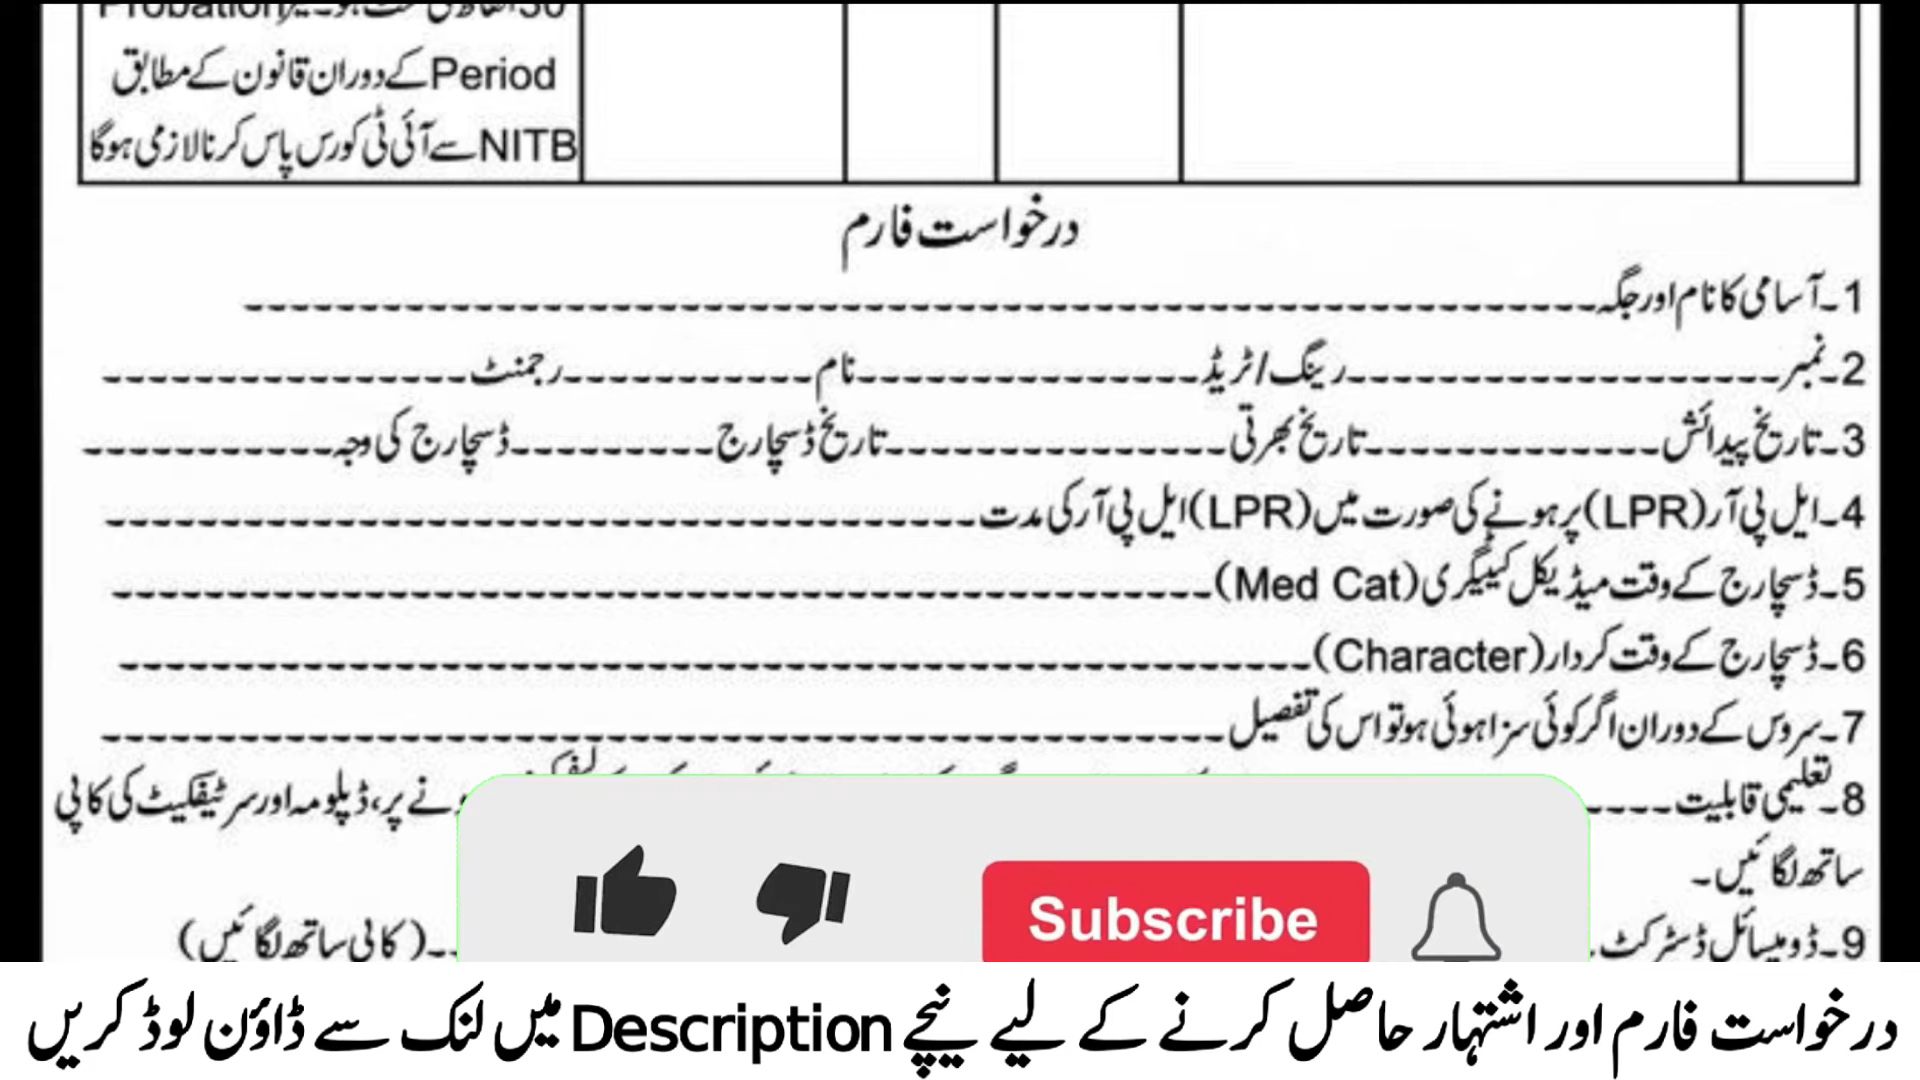 Periodکے دوران قانون کے مطابق
NITBسے آئی ٹی کورس پاس کرنا لازمی ہوگا
درخواست فارم
1۔آسامی کا نام اور جگہ
2۔نمبر رینگ/ٹریڈ نام رجمنٹ
3۔تاریخ پیدائش تاریخ بھرتی تاریخ ڈسچارج ڈسچارج کی وجہ
4۔ایل پی آر(LPR)پر ہونے کی صورت میں(LPR)ایل پی آر کی مدت
5۔ڈسچارج کے وقت میڈیکل کیٹیگری(Med Cat)
6۔ڈسچارج کے وقت کردار(Character)
7۔سروس کے دوران اگر کوئی سزا ہوئی ہو تو اس کی تفصیل
8۔تعلیمی قابلیت پر، ڈپلومہ اور سرٹیفکیٹ کی کاپی
ساتھ لگائیں۔
9۔ڈومیسائل ڈسٹرکٹ (کاپی ساتھ لگائیں)
Subscribe
درخواست فارم اور اشتہار حاصل کرنے کے لیے نیچے Description میں لنک سے ڈاؤن لوڈ کریں